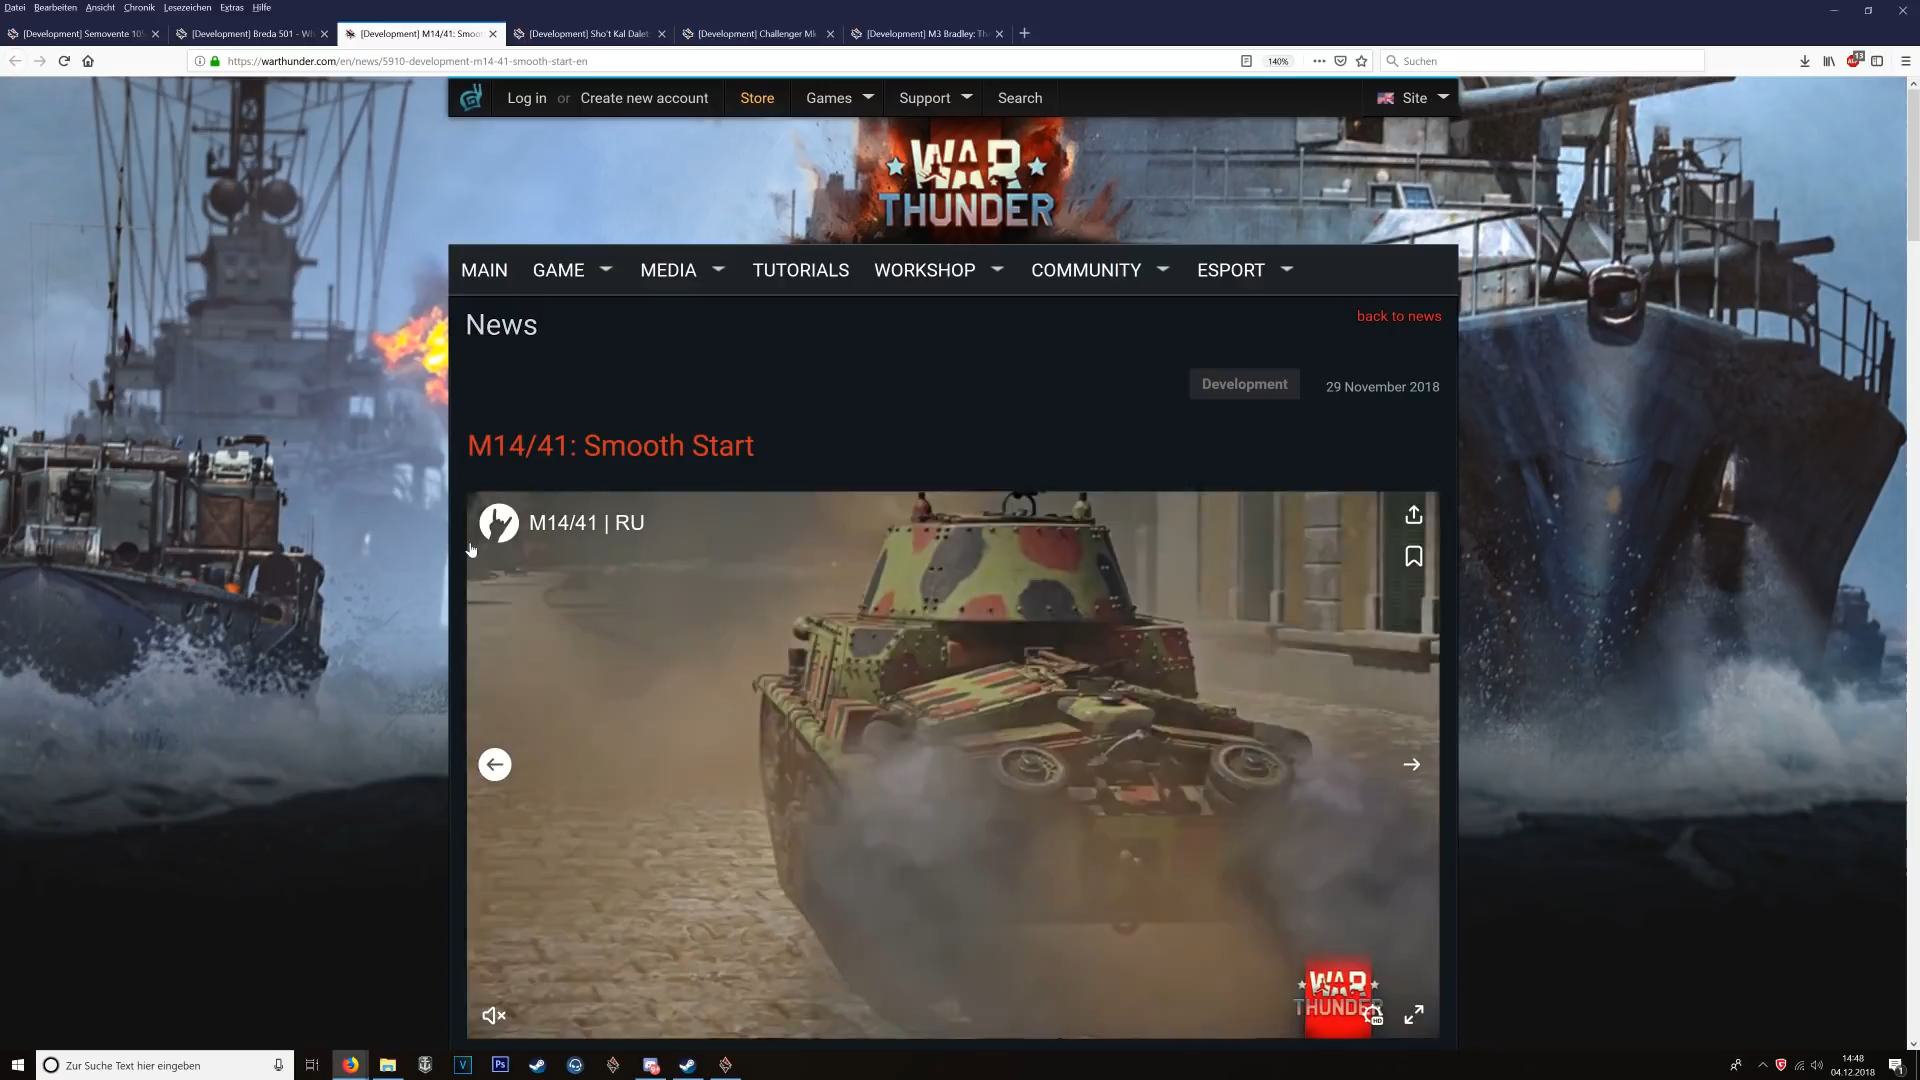 Datei Bearbeiten Ansicht Chronik Lesezeichen Extras Hilfe
[Development] Semovente 105 [Development] Breda 501 - Wh [Development] M14/41: Smoo [Development] Sho't Kal Dalet: [Development] Challenger Mk [Development] M3 Bradley: Th
https://warthunder.com/en/news/5910-development-m14-41-smooth-start-en 140% Suchen
Log in or Create new account Store Games Support Search Site
WAR THUNDER
MAIN GAME MEDIA TUTORIALS WORKSHOP COMMUNITY ESPORT
News
back to news
Development 29 November 2018
M14/41: Smooth Start
M14/41 | RU
WAR THUNDER
HD
Zur Suche Text hier eingeben
14:48
04.12.2018